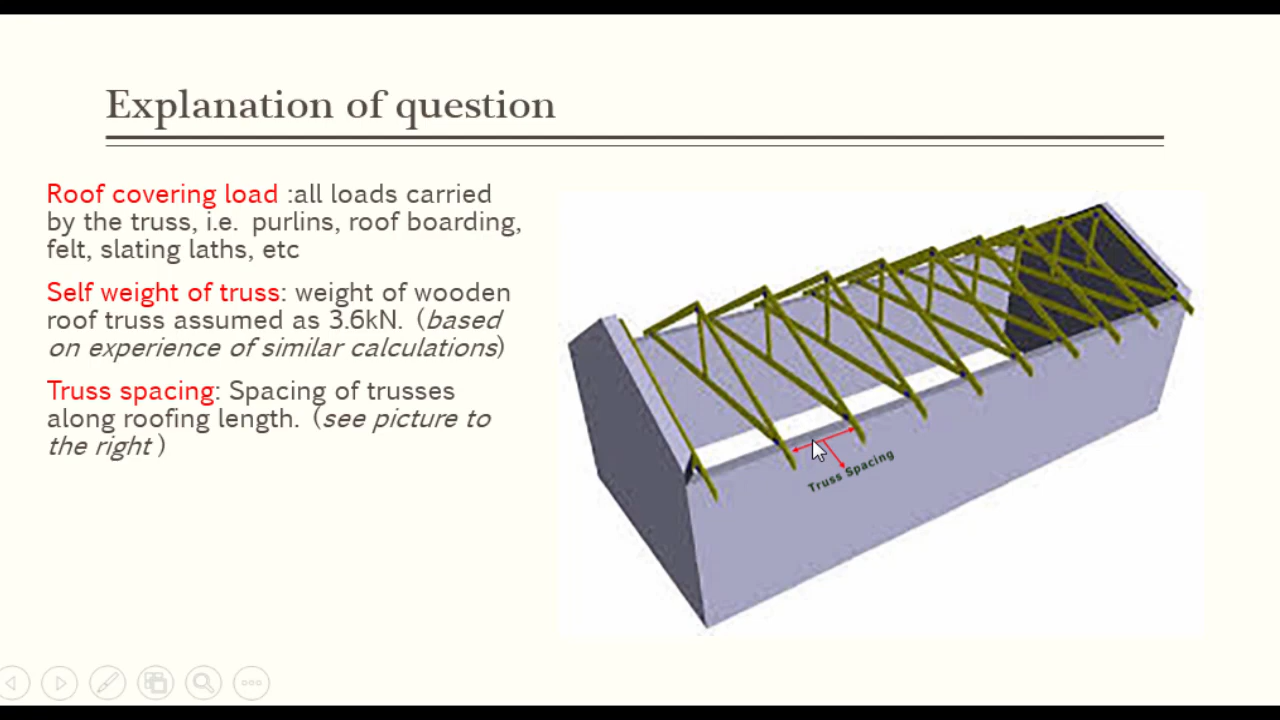 Explanation of question
Roof covering load :all loads carried
by the truss, i.e. purlins, roof boarding,
felt, slating laths, etc
Self weight of truss: weight of wooden
roof truss assumed as 3.6kN. (based
on experience of similar calculations)
Truss spacing: Spacing of trusses
along roofing length. (see picture to
the right )
Truss Spacing